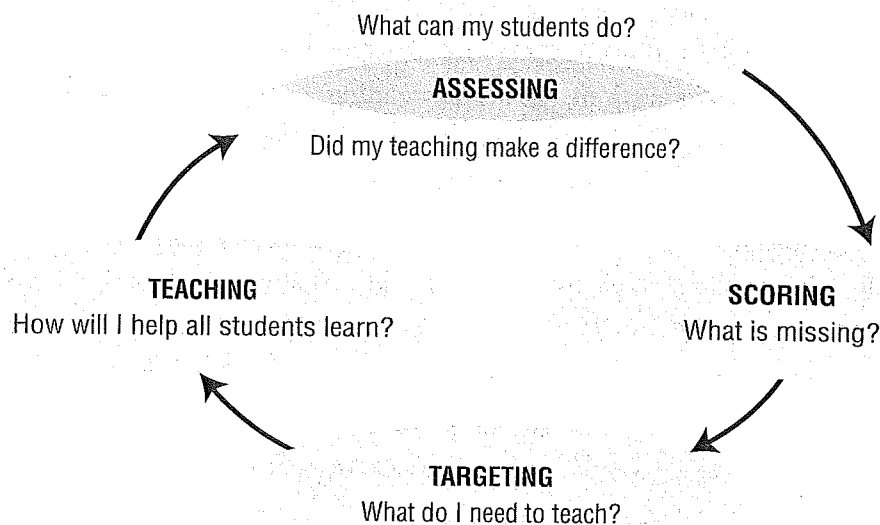 What can my students do?
ASSESSING
Did my teaching make a difference?
TEACHING
How will I help all students learn?
SCORING
What is missing?
TARGETING
What do I need to teach?